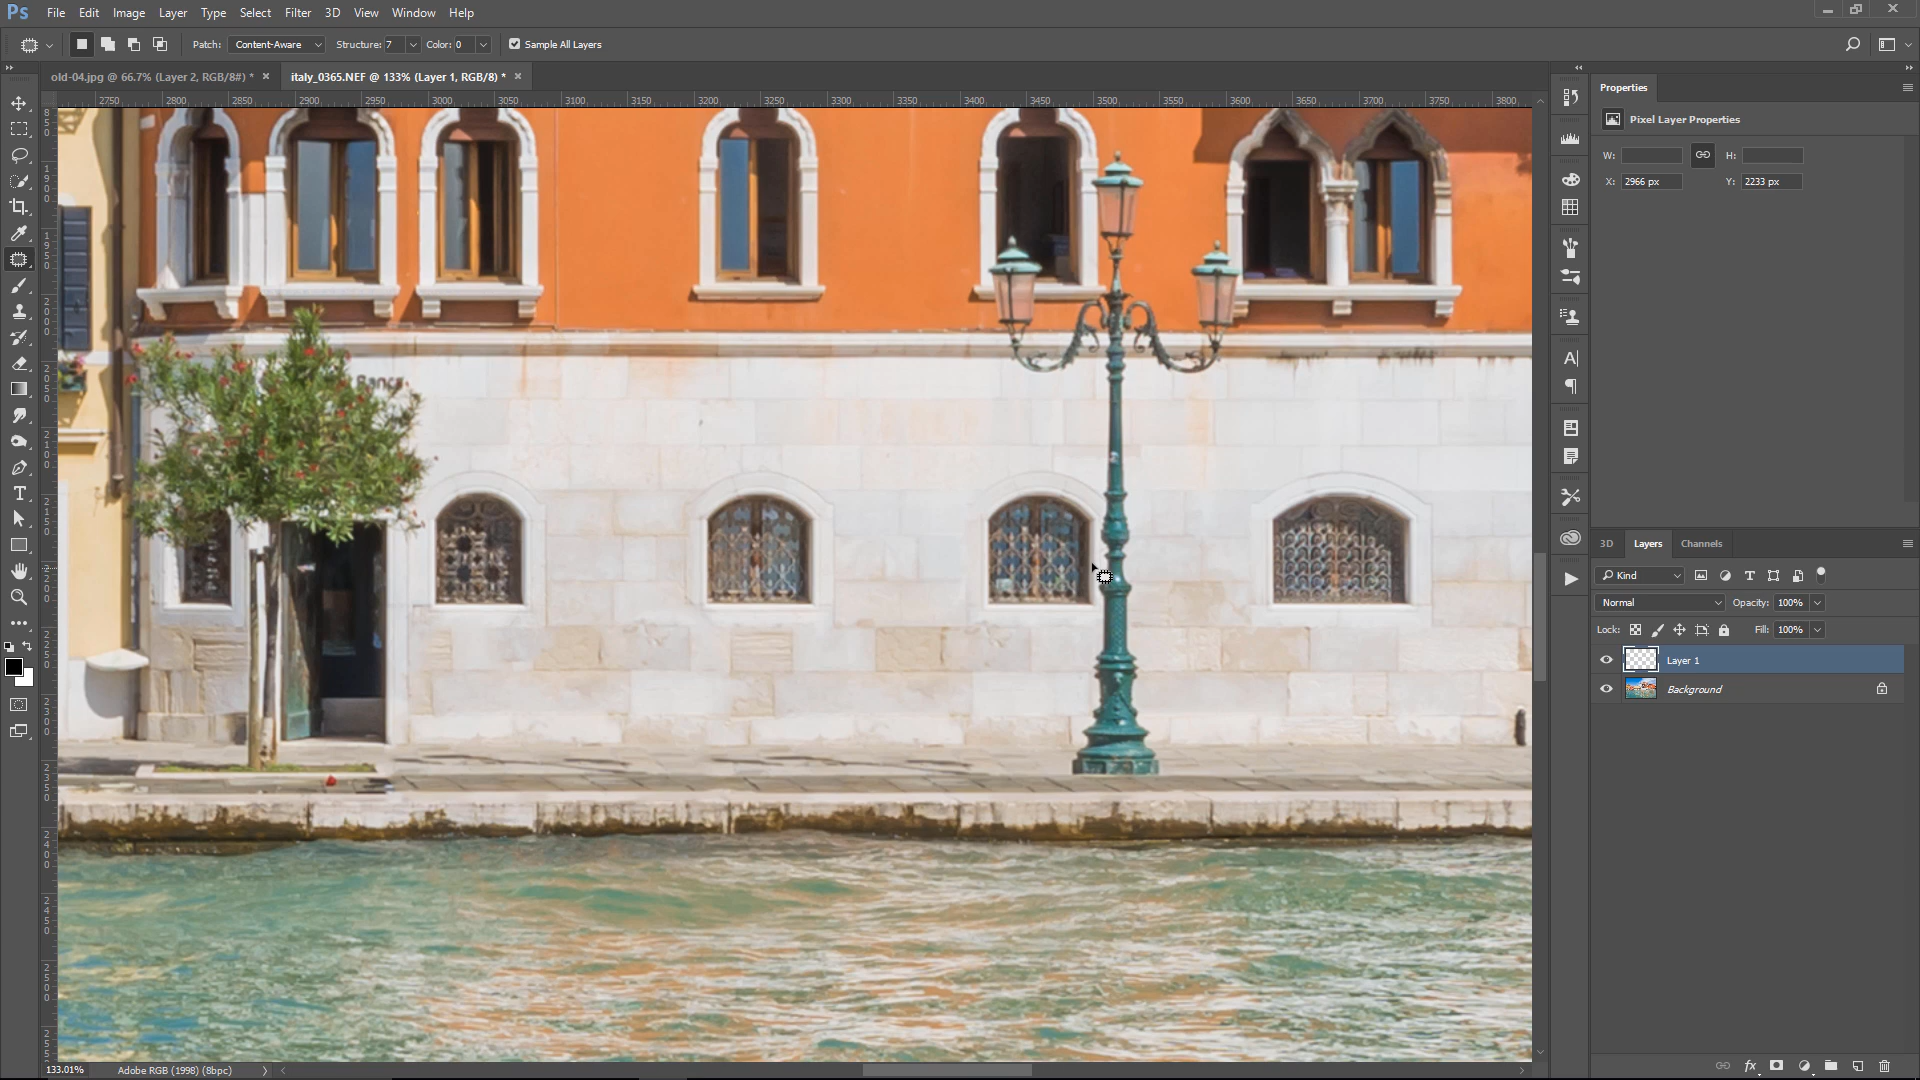 Ps File Edit Image Layer Type Select Filter 3D View Window Help
Patch: Content-Aware Structure: 7 Color: 0 Sample All Layers
old-04.jpg @ 66.7% (Layer 2, RGB/8#) * × italy_0365.NEF @ 133% (Layer 1, RGB/8) * ×
2750 2800 2850 2900 2950 3000 3050 3100 3150 3200 3250 3300 3350 3400 3450 3500 3550 3600 3650 3700 3750 3800
Properties
Pixel Layer Properties
W: H:
X: 2966 px Y: 2233 px
Banca
3D Layers Channels
Kind
Normal Opacity: 100%
Lock: Fill: 100%
Layer 1
Background
fx
133.01% Adobe RGB (1998) (8bpc)